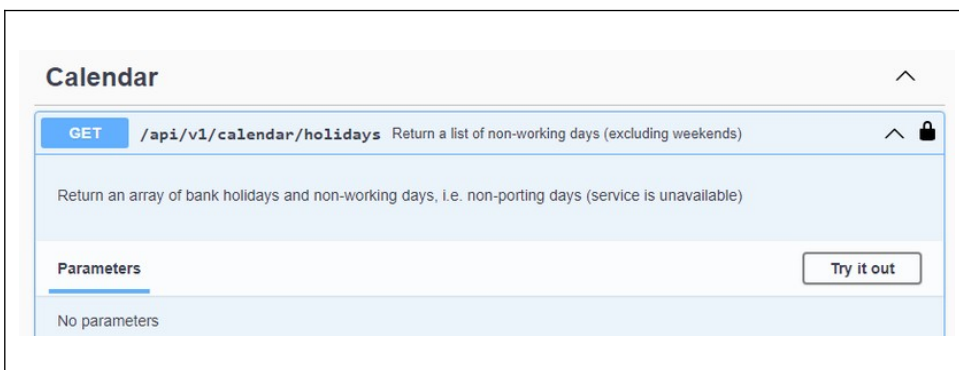 Calendar
GET /api/v1/calendar/holidays Return a list of non-working days (excluding weekends)
Return an array of bank holidays and non-working days, i.e. non-porting days (service is unavailable)
Parameters Try it out
No parameters